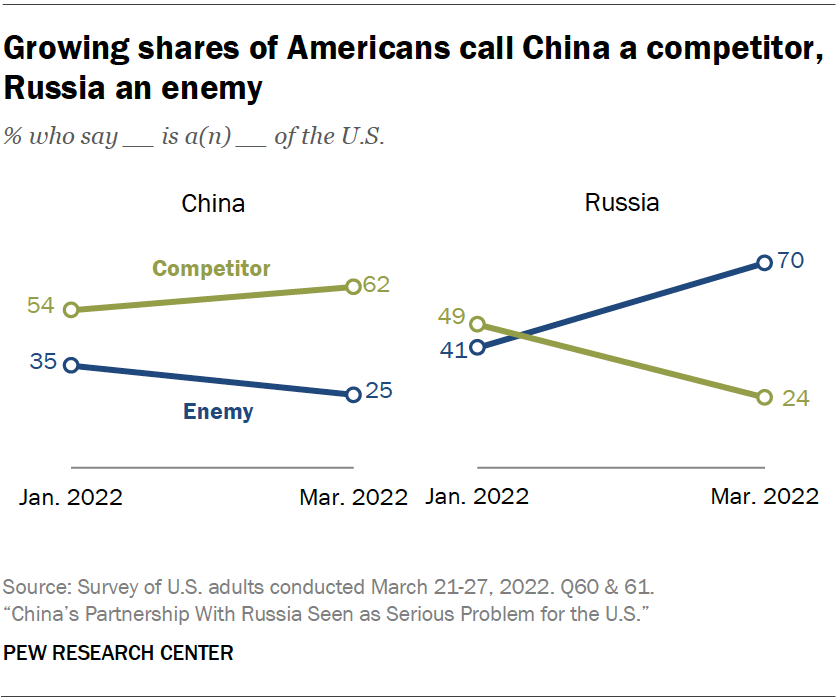 Growing shares of Americans call China a competitor,
Russia an enemy
% who say __ is a(n) __ of the U.S.
China
Competitor
54
62
35
25
Enemy
Jan. 2022
Mar. 2022
Russia
70
49
41
24
Jan. 2022
Mar. 2022
Source: Survey of U.S. adults conducted March 21-27, 2022. Q60 & 61.
“China’s Partnership With Russia Seen as Serious Problem for the U.S.”
PEW RESEARCH CENTER